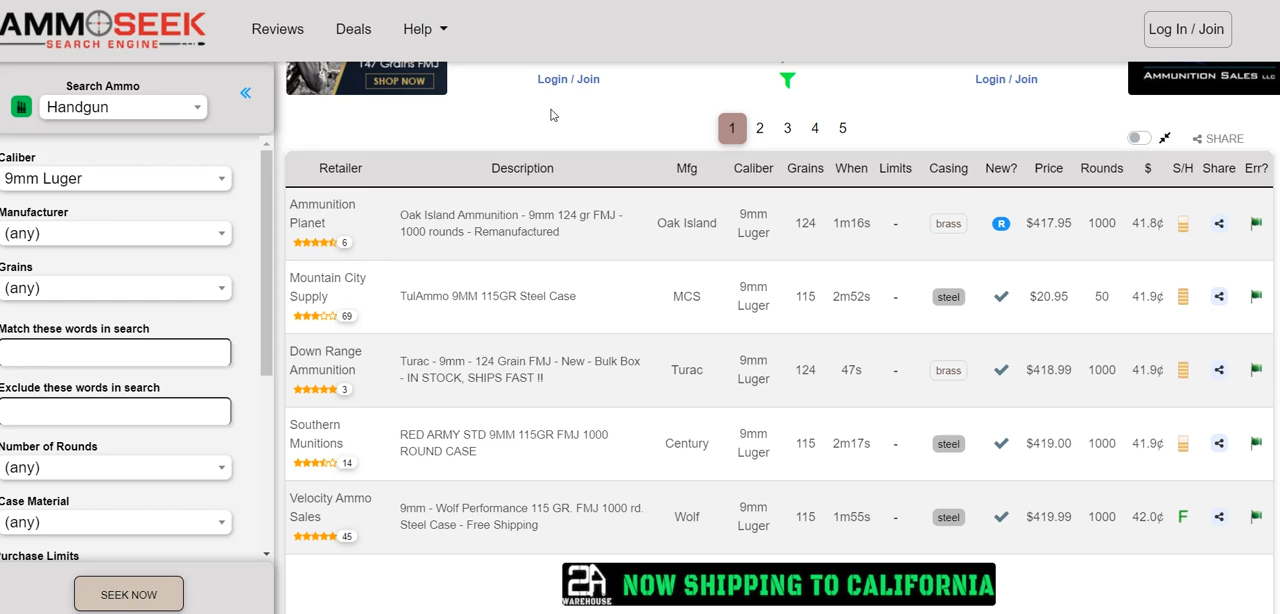 AMMOSEEK
SEARCH ENGINE
Reviews
Deals
Help
Log In / Join
Search Ammo
Handgun
Caliber
9mm Luger
Manufacturer
(any)
Grains
(any)
Match these words in search
Exclude these words in search
Number of Rounds
(any)
Case Material
(any)
Purchase Limits
SEEK NOW
147 Grains FMJ
SHOP NOW
Login / Join
Login / Join
AMMUNITION SALES LLC
1 2 3 4 5
SHARE
Retailer Description Mfg Caliber Grains When Limits Casing New? Price Rounds $ S/H Share Err?
Ammunition
Planet
6
Oak Island Ammunition - 9mm 124 gr FMJ -
1000 rounds - Remanufactured
Oak Island
9mm
Luger
124 1m16s - brass R $417.95 1000 41.8¢
Mountain City
Supply
69
TulAmmo 9MM 115GR Steel Case
MCS
9mm
Luger
115 2m52s - steel $20.95 50 41.9¢
Down Range
Ammunition
3
Turac - 9mm - 124 Grain FMJ - New - Bulk Box
- IN STOCK, SHIPS FAST !!
Turac
9mm
Luger
124 47s - brass $418.99 1000 41.9¢
Southern
Munitions
14
RED ARMY STD 9MM 115GR FMJ 1000
ROUND CASE
Century
9mm
Luger
115 2m17s - steel $419.00 1000 41.9¢
Velocity Ammo
Sales
45
9mm - Wolf Performance 115 GR. FMJ 1000 rd.
Steel Case - Free Shipping
Wolf
9mm
Luger
115 1m55s - steel $419.99 1000 42.0¢ F
2A
WAREHOUSE
NOW SHIPPING TO CALIFORNIA